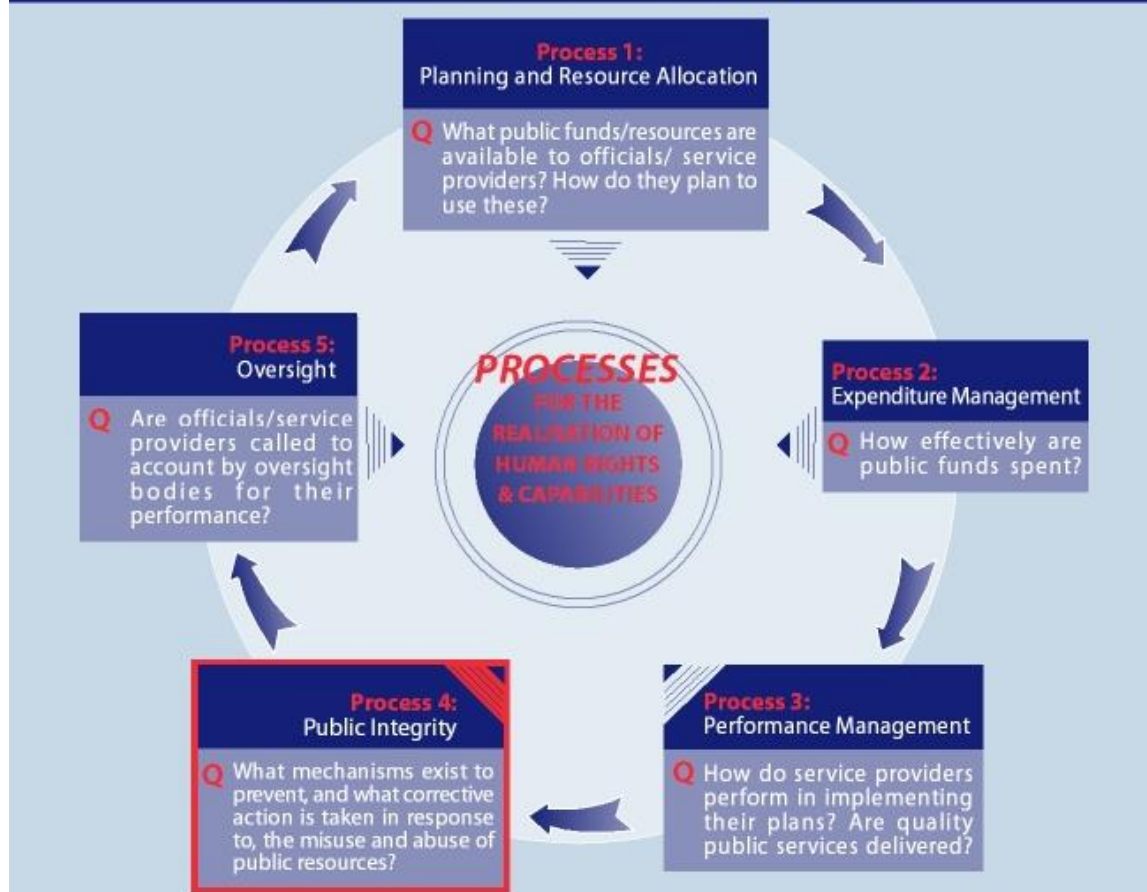 Process 1:
Planning and Resource Allocation
Q What public funds/resources are
available to officials/ service
providers? How do they plan to
use these?
Process 2:
Expenditure Management
Q How effectively are
public funds spent?
Process 3:
Performance Management
Q How do service providers
perform in implementing
their plans? Are quality
public services delivered?
Process 4:
Public Integrity
Q What mechanisms exist to
prevent, and what corrective
action is taken in response
to, the misuse and abuse of
public resources?
Process 5:
Oversight
Q Are officials/service
providers called to
account by oversight
bodies for their
performance?
PROCESSES
FOR THE
REALISATION OF
HUMAN RIGHTS
& CAPABILITIES